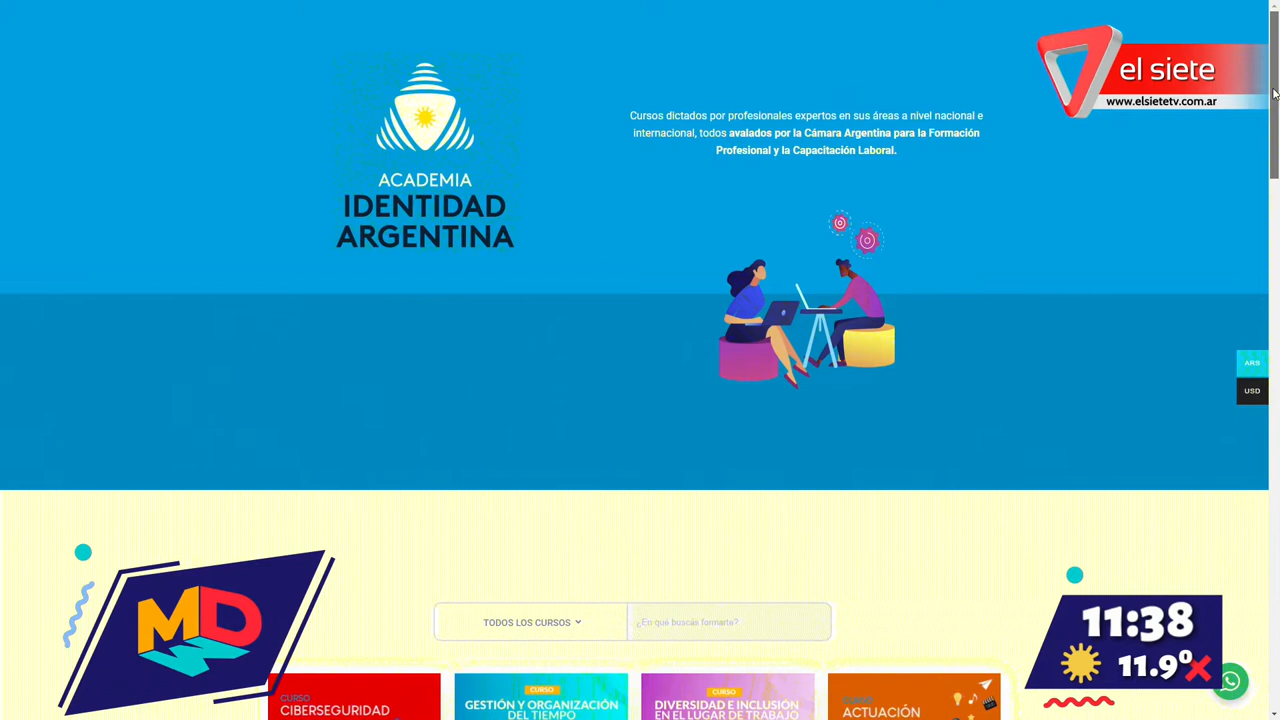 el siete
www.elsietetv.com.ar
ACADEMIA
IDENTIDAD
ARGENTINA
Cursos dictados por profesionales expertos en sus áreas a nivel nacional e
internacional, todos avalados por la Cámara Argentina para la Formación
Profesional y la Capacitación Laboral.
ARS
USD
TODOS LOS CURSOS
¿En qué buscás formarte?
MD
11:38
11.9º
CURSO
CIBERSEGURIDAD
CURSO
GESTIÓN Y ORGANIZACIÓN
DEL TIEMPO
CURSO
DIVERSIDAD E INCLUSIÓN
EN EL LUGAR DE TRABAJO
ACTUACIÓN